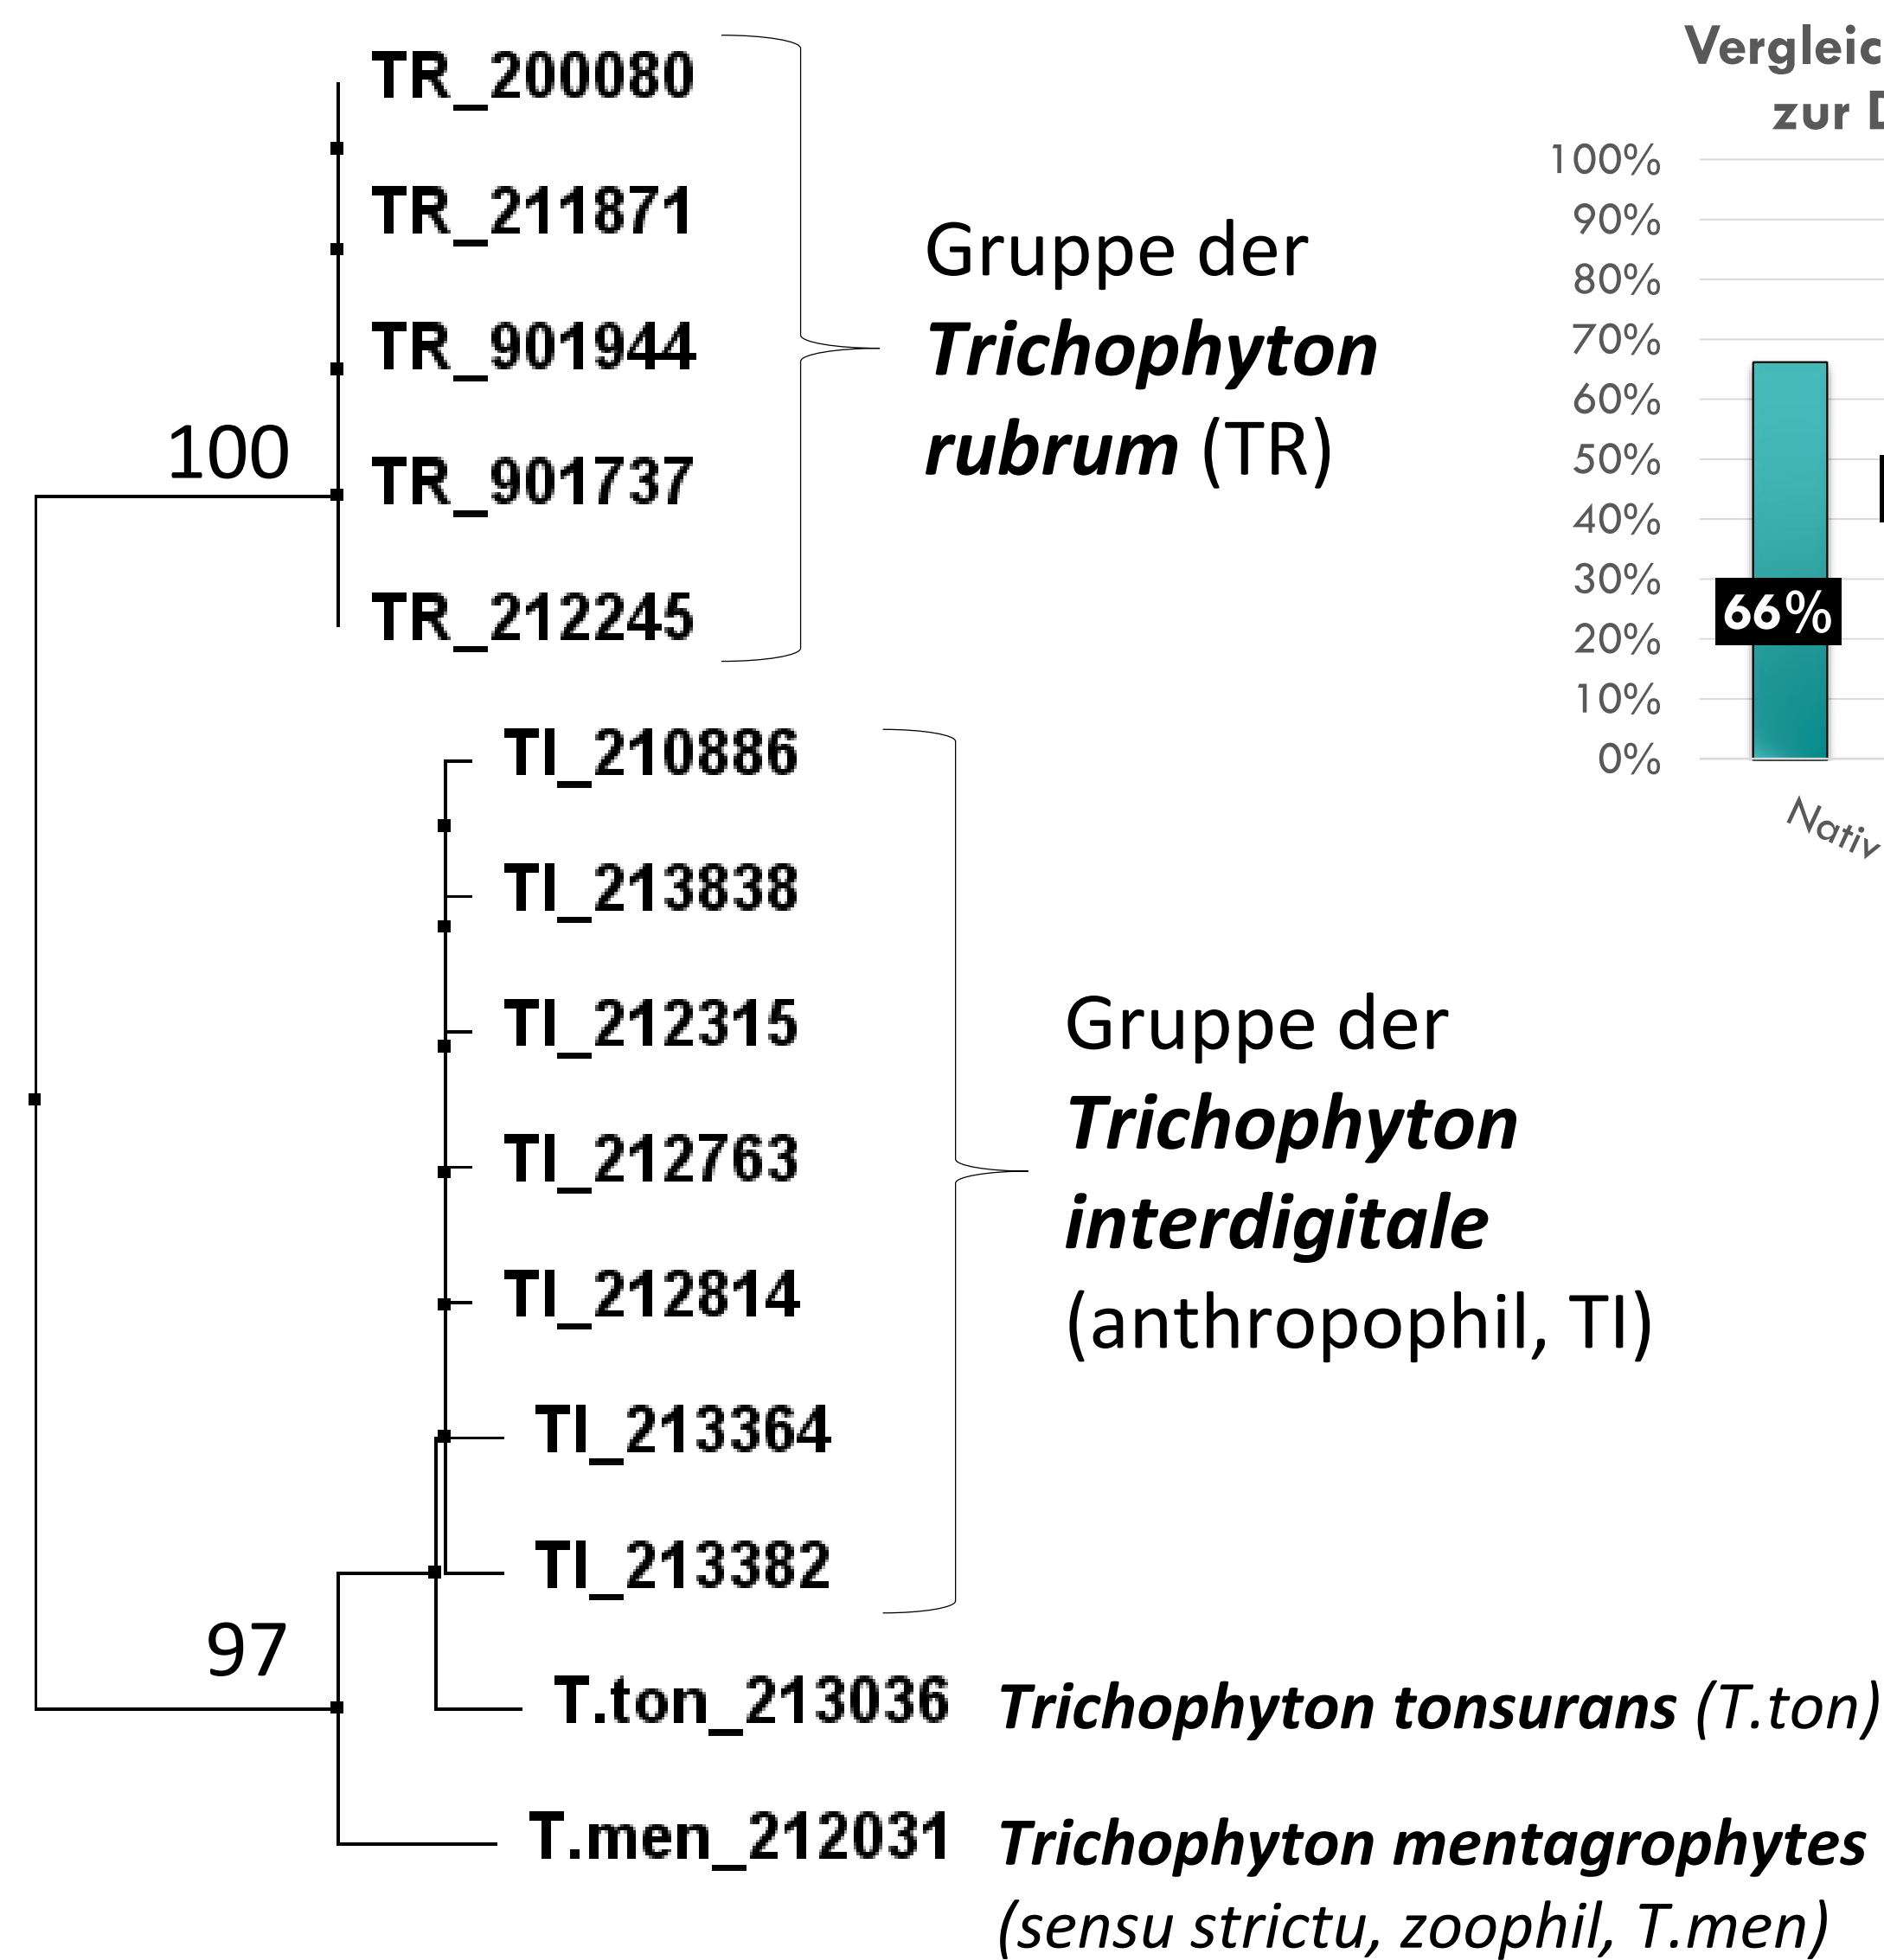 TR_200080
TR_211871
TR_901944
TR_901737
TR_212245
100
Gruppe der
Trichophyton
rubrum (TR)
TI_210886
TI_213838
TI_212315
TI_212763
TI_212814
TI_213364
TI_213382
Gruppe der
Trichophyton
interdigitale
(anthropophil, TI)
97
T.ton_213036 Trichophyton tonsurans (T.ton)
T.men_212031 Trichophyton mentagrophytes
(sensu strictu, zoophil, T.men)
zur
100%
90%
80%
70%
60%
50%
40%
30%
20%
10%
0%
66%
Nativ